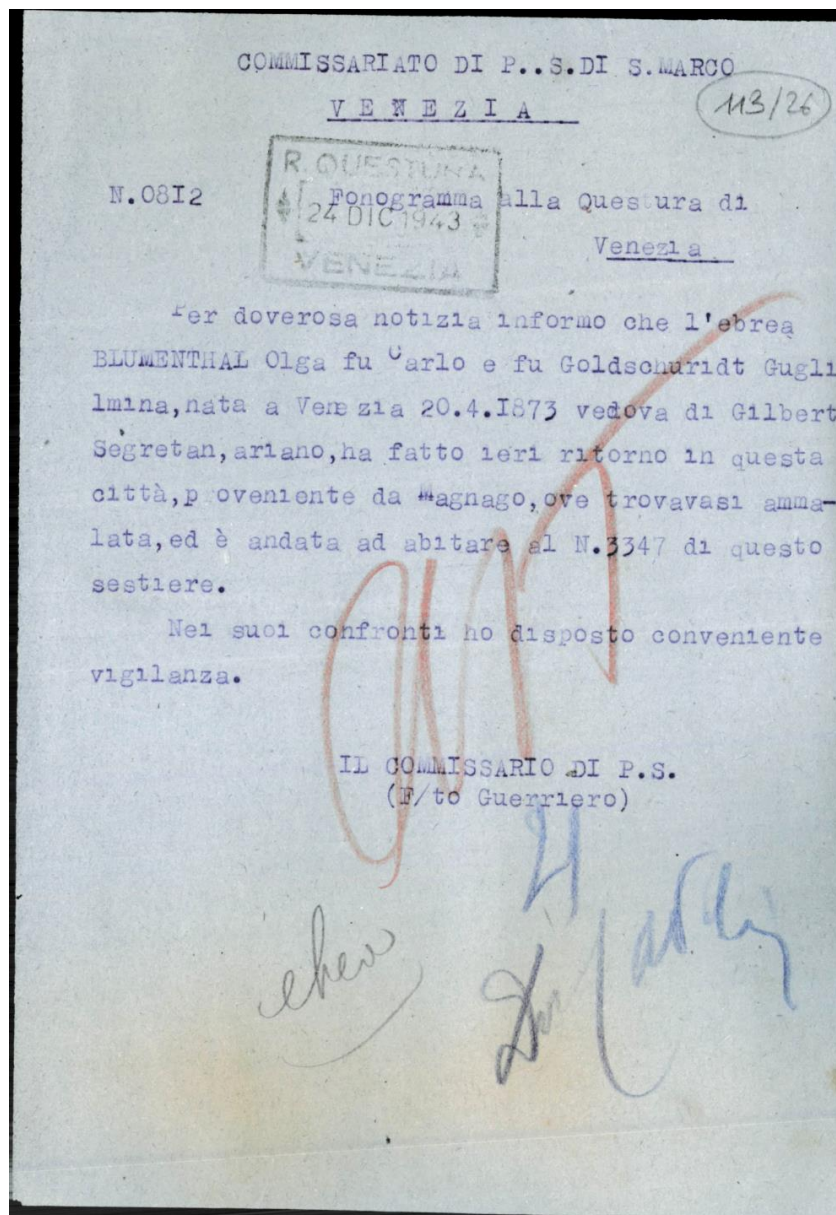 COMMISSARIATO DI P..S.DI S.MARCO
VENEZIA
113/26
R. QUESTURA
24 DIC 1943
VENEZIA
N.08I2
Fonogramma alla Questura di
Venezia
Per doverosa notizia informo che l'ebrea
BLUMENTHAL Olga fu Carlo e fu Goldschuridt Gugli
lmina,nata a Venezia 20.4.I873 vedova di Gilbert
Segretan,ariano,ha fatto ieri ritorno in questa
città,proveniente da Magnago,ove trovavasi amma-
lata,ed è andata ad abitare al N.3347 di questo
sestiere.
Nei suoi confronti ho disposto conveniente
vigilanza.
IL COMMISSARIO DI P.S.
(F/to Guerriero)